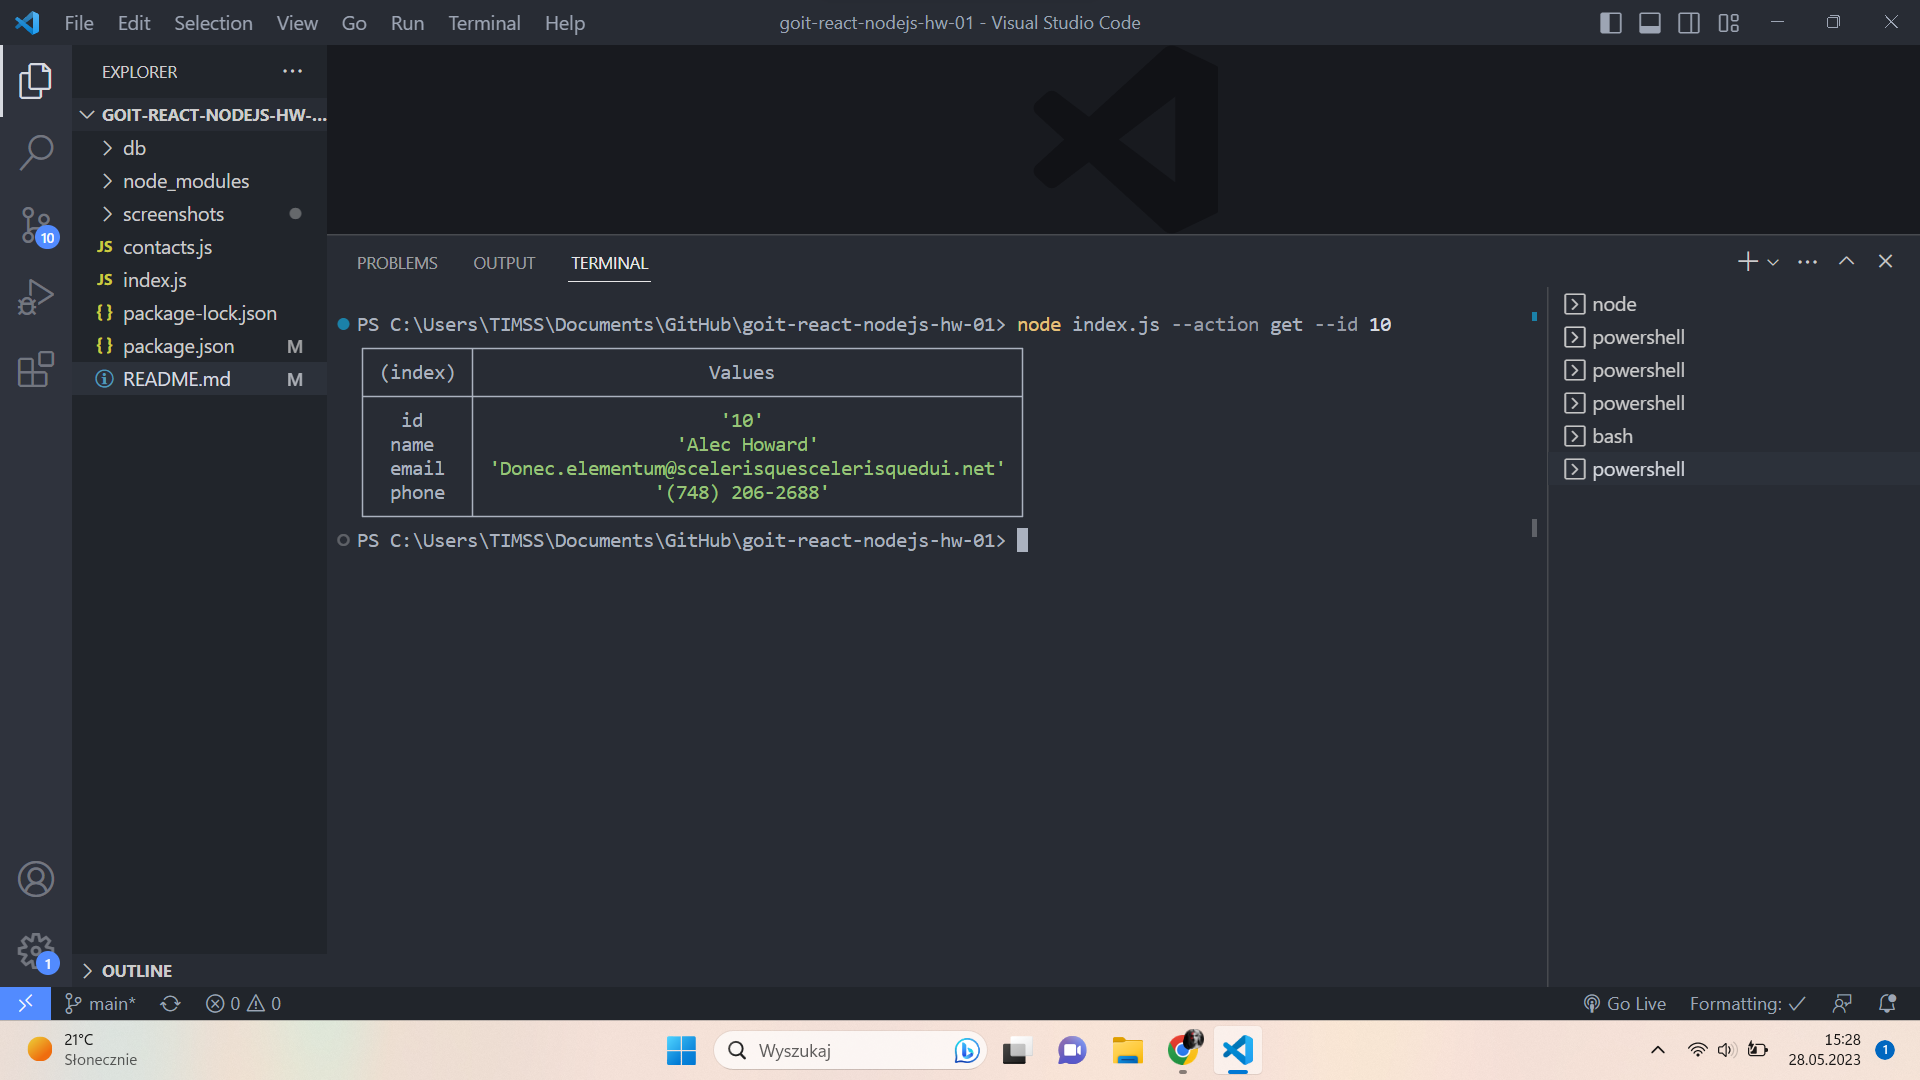 File Edit Selection View Go Run Terminal Help
goit-react-nodejs-hw-01 - Visual Studio Code
EXPLORER
GOIT-REACT-NODEJS-HW-...
db
node_modules
screenshots
JS contacts.js
JS index.js
{} package-lock.json
{} package.json M
README.md M
10
1
OUTLINE
PROBLEMS OUTPUT TERMINAL
PS C:\Users\TIMSS\Documents\GitHub\goit-react-nodejs-hw-01> node index.js --action get --id 10
(index) Values
id '10'
name 'Alec Howard'
email 'Donec.elementum@scelerisquescelerisquedui.net'
phone '(748) 206-2688'
PS C:\Users\TIMSS\Documents\GitHub\goit-react-nodejs-hw-01>
node
powershell
powershell
powershell
bash
powershell
main* 0 0
Go Live Formatting:
21°C
Słonecznie
Wyszukaj
15:28
28.05.2023
1